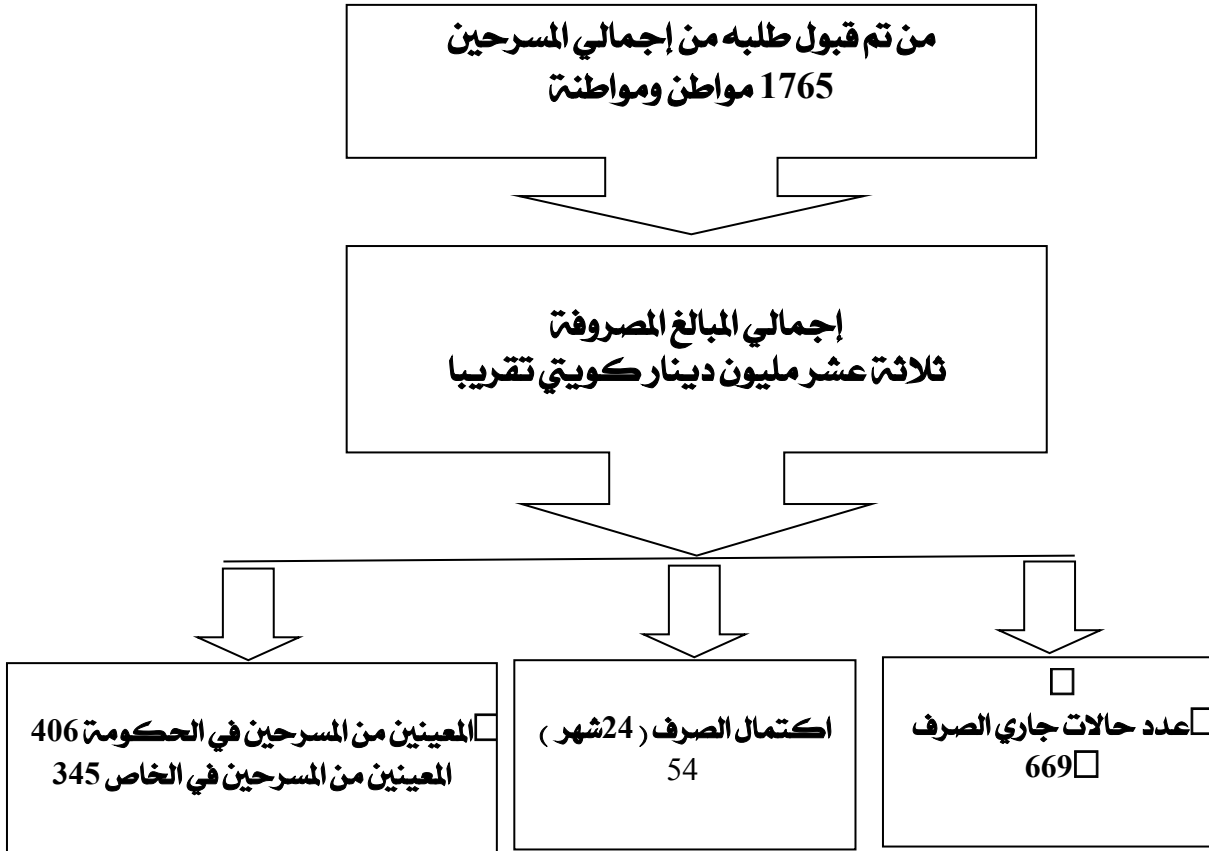 من تم قبول طلبه من إجمالي المسرحين
1765 مواطن ومواطنة
إجمالي المبالغ المصروفة
ثلاثة عشر مليون دينار كويتي تقريبا
عدد حالات جاري الصرف
669
اكتمال الصرف ( 24شهر )
54
المعينين من المسرحين في الحكومة 406
المعينين من المسرحين في الخاص 345